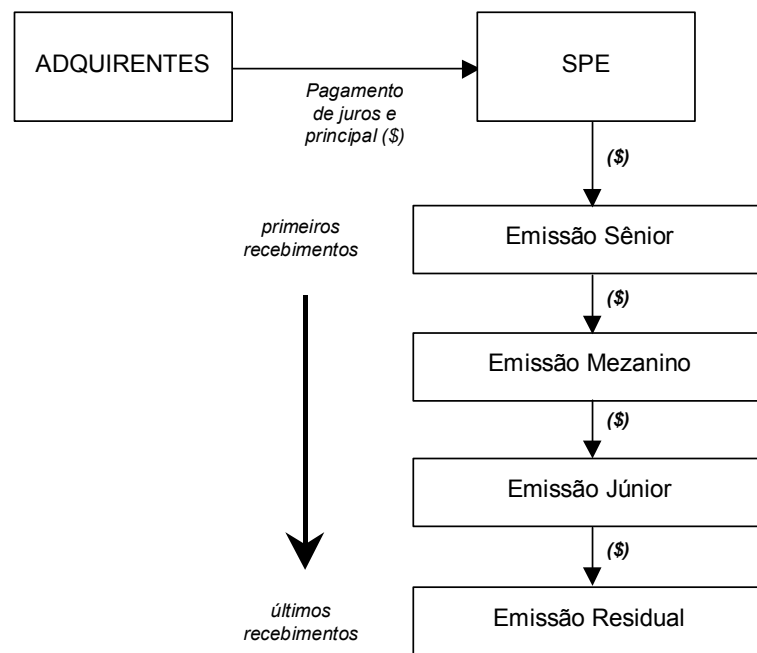 ADQUIRENTES
SPE
Pagamento
de juros e
principal ($)
($)
primeiros
recebimentos
Emissão Sênior
($)
Emissão Mezanino
($)
Emissão Júnior
($)
últimos
recebimentos
Emissão Residual